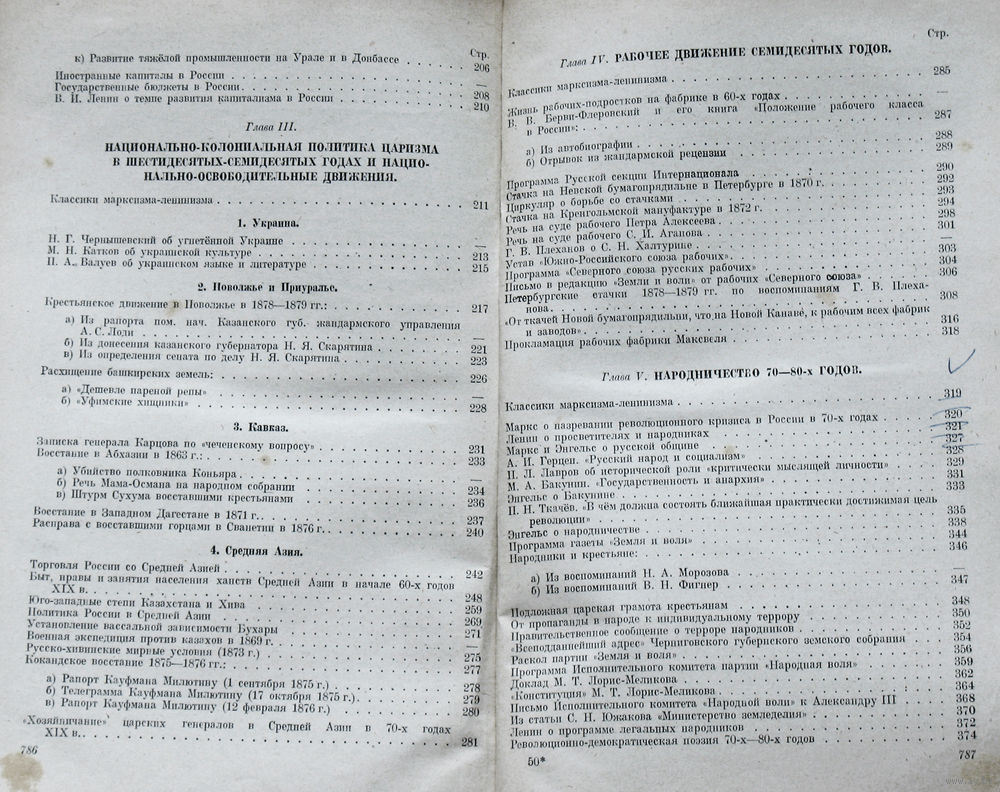 Стр.
к) Развитие тяжёлой промышленности на Урале и в Донбассе . . . . 206
Иностранные капиталы в России . . . . —
Государственные бюджеты в России . . . . 208
В. И. Ленин о темпе развития капитализма в России . . . . 210
Глава III.
НАЦИОНАЛЬНО-КОЛОНИАЛЬНАЯ ПОЛИТИКА ЦАРИЗМА
В ШЕСТИДЕСЯТЫХ-СЕМИДЕСЯТЫХ ГОДАХ И НАЦИО-
НАЛЬНО-ОСВОБОДИТЕЛЬНЫЕ ДВИЖЕНИЯ.
Классики марксизма-ленинизма . . . . 211
1. Украина.
Н. Г. Чернышевский об угнетённой Украине . . . . —
М. Н. Катков об украинской культуре . . . . 213
П. А. Валуев об украинском языке и литературе . . . . 215
2. Поволжье и Приуралье.
Крестьянское движение в Поволжье в 1878—1879 гг.: . . . . 217
а) Из рапорта пом. нач. Казанского губ. жандармского управления
А. С. Лоди . . . . —
б) Из донесения казанского губернатора Н. Я. Скарятина . . . . 221
в) Из определения сената по делу Н. Я. Скарятина . . . . 223
Расхищение башкирских земель: . . . . 226
а) «Дешевле пареной репы» . . . . —
б) «Уфимские хищники» . . . . 228
3. Кавказ.
Записка генерала Карцова по «чеченскому вопросу» . . . . 231
Восстание в Абхазии в 1863 г.: . . . . 233
а) Убийство полковника Коньяра . . . . —
б) Речь Мама-Османа на народном собрании . . . . 234
в) Штурм Сухума восставшими крестьянами . . . . 236
Восстание в Западном Дагестане в 1871 г. . . . . 237
Расправа с восставшими горцами в Сванетии в 1876 г. . . . . 240
4. Средняя Азия.
Торговля России со Средней Азией . . . . 242
Быт, нравы и занятия населения ханств Средней Азии в начале 60-х годов
XIX в. . . . . 248
Юго-западные степи Казахстана и Хива . . . . 259
Политика России в Средней Азии . . . . 269
Установление вассальной зависимости Бухары . . . . 271
Военная экспедиция против казахов в 1869 г. . . . . —
Русско-хивинские мирные условия (1873 г.) . . . . 275
Кокандское восстание 1875—1876 гг.: . . . . 277
а) Рапорт Кауфмана Милютину (1 сентября 1875 г.) . . . . 278
б) Телеграмма Кауфмана Милютину (17 октября 1875 г.) . . . . 279
в) Рапорт Кауфмана Милютину (12 февраля 1876 г.) . . . . 280
«Хозяйничание» царских генералов в Средней Азии в 70-х годах
XIX в. . . . . 281
786
Стр.
Глава IV. РАБОЧЕЕ ДВИЖЕНИЕ СЕМИДЕСЯТЫХ ГОДОВ.
Классики марксизма-ленинизма . . . . 285
Жизнь рабочих-подростков на фабрике в 60-х годах . . . . —
В. В. Берви-Флеровский и его книга «Положение рабочего класса
в России»: . . . . 287
а) Из автобиографии . . . . 288
б) Отрывок из жандармской рецензии . . . . 289
Программа Русской секции Интернационала . . . . 290
Стачка на Невской бумагопрядильне в Петербурге в 1870 г. . . . . 292
Циркуляр о борьбе со стачками . . . . 293
Стачка на Кренгольмской мануфактуре в 1872 г. . . . . 294
Речь на суде рабочего Петра Алексеева . . . . 298
Речь на суде рабочего С. И. Агапова . . . . 301
Г. В. Плеханов о С. Н. Халтурине . . . . —
Устав «Южно-Российского союза рабочих» . . . . 303
Программа «Северного союза русских рабочих» . . . . 304
Письмо в редакцию «Земли и воли» от рабочих «Северного союза» . . . . 306
Петербургские стачки 1878—1879 гг. по воспоминаниям Г. В. Плеха-
нова . . . . 308
«От ткачей Новой бумагопрядильни, что на Новой Канаве, к рабочим всех фабрик
и заводов» . . . . 316
Прокламация рабочих фабрики Максвеля . . . . 318
Глава V. НАРОДНИЧЕСТВО 70—80-х ГОДОВ.
Классики марксизма-ленинизма . . . . 319
Маркс о назревании революционного кризиса в России в 70-х годах . . . . 320
Ленин о просветителях и народниках . . . . 321
Маркс и Энгельс о русской общине . . . . 327
А. И. Герцен. «Русский народ и социализм» . . . . 328
П. Л. Лавров об исторической роли «критически мыслящей личности» . . . . 329
М. А. Бакунин. «Государственность и анархия» . . . . 331
Энгельс о Бакунине . . . . 333
П. Н. Ткачёв. «В чём должна состоять ближайшая практически достижимая цель
революции» . . . . 335
Энгельс о народничестве . . . . 338
Программа газеты «Земля и воля» . . . . 344
Народники и крестьяне: . . . . 346
а) Из воспоминаний Н. А. Морозова . . . . —
б) Из воспоминаний В. Н. Фигнер . . . . 347
Подложная царская грамота крестьянам . . . . 348
От пропаганды в народе к индивидуальному террору . . . . 350
Правительственное сообщение о терроре народников . . . . 352
«Всеподданнейший адрес» Черниговского губернского земского собрания . . . . 354
Раскол партии «Земля и воля» . . . . 356
Программа Исполнительного комитета партии «Народная воля» . . . . 359
Доклад М. Т. Лорис-Меликова . . . . 362
«Конституция» М. Т. Лорис-Меликова . . . . 364
Письмо Исполнительного комитета «Народной воли» к Александру III . . . . 368
Из статьи С. Н. Южакова «Министерство земледелия» . . . . 370
Ленин о программе легальных народников . . . . 372
Революционно-демократическая поэзия 70-х—80-х годов . . . . 374
50*
787